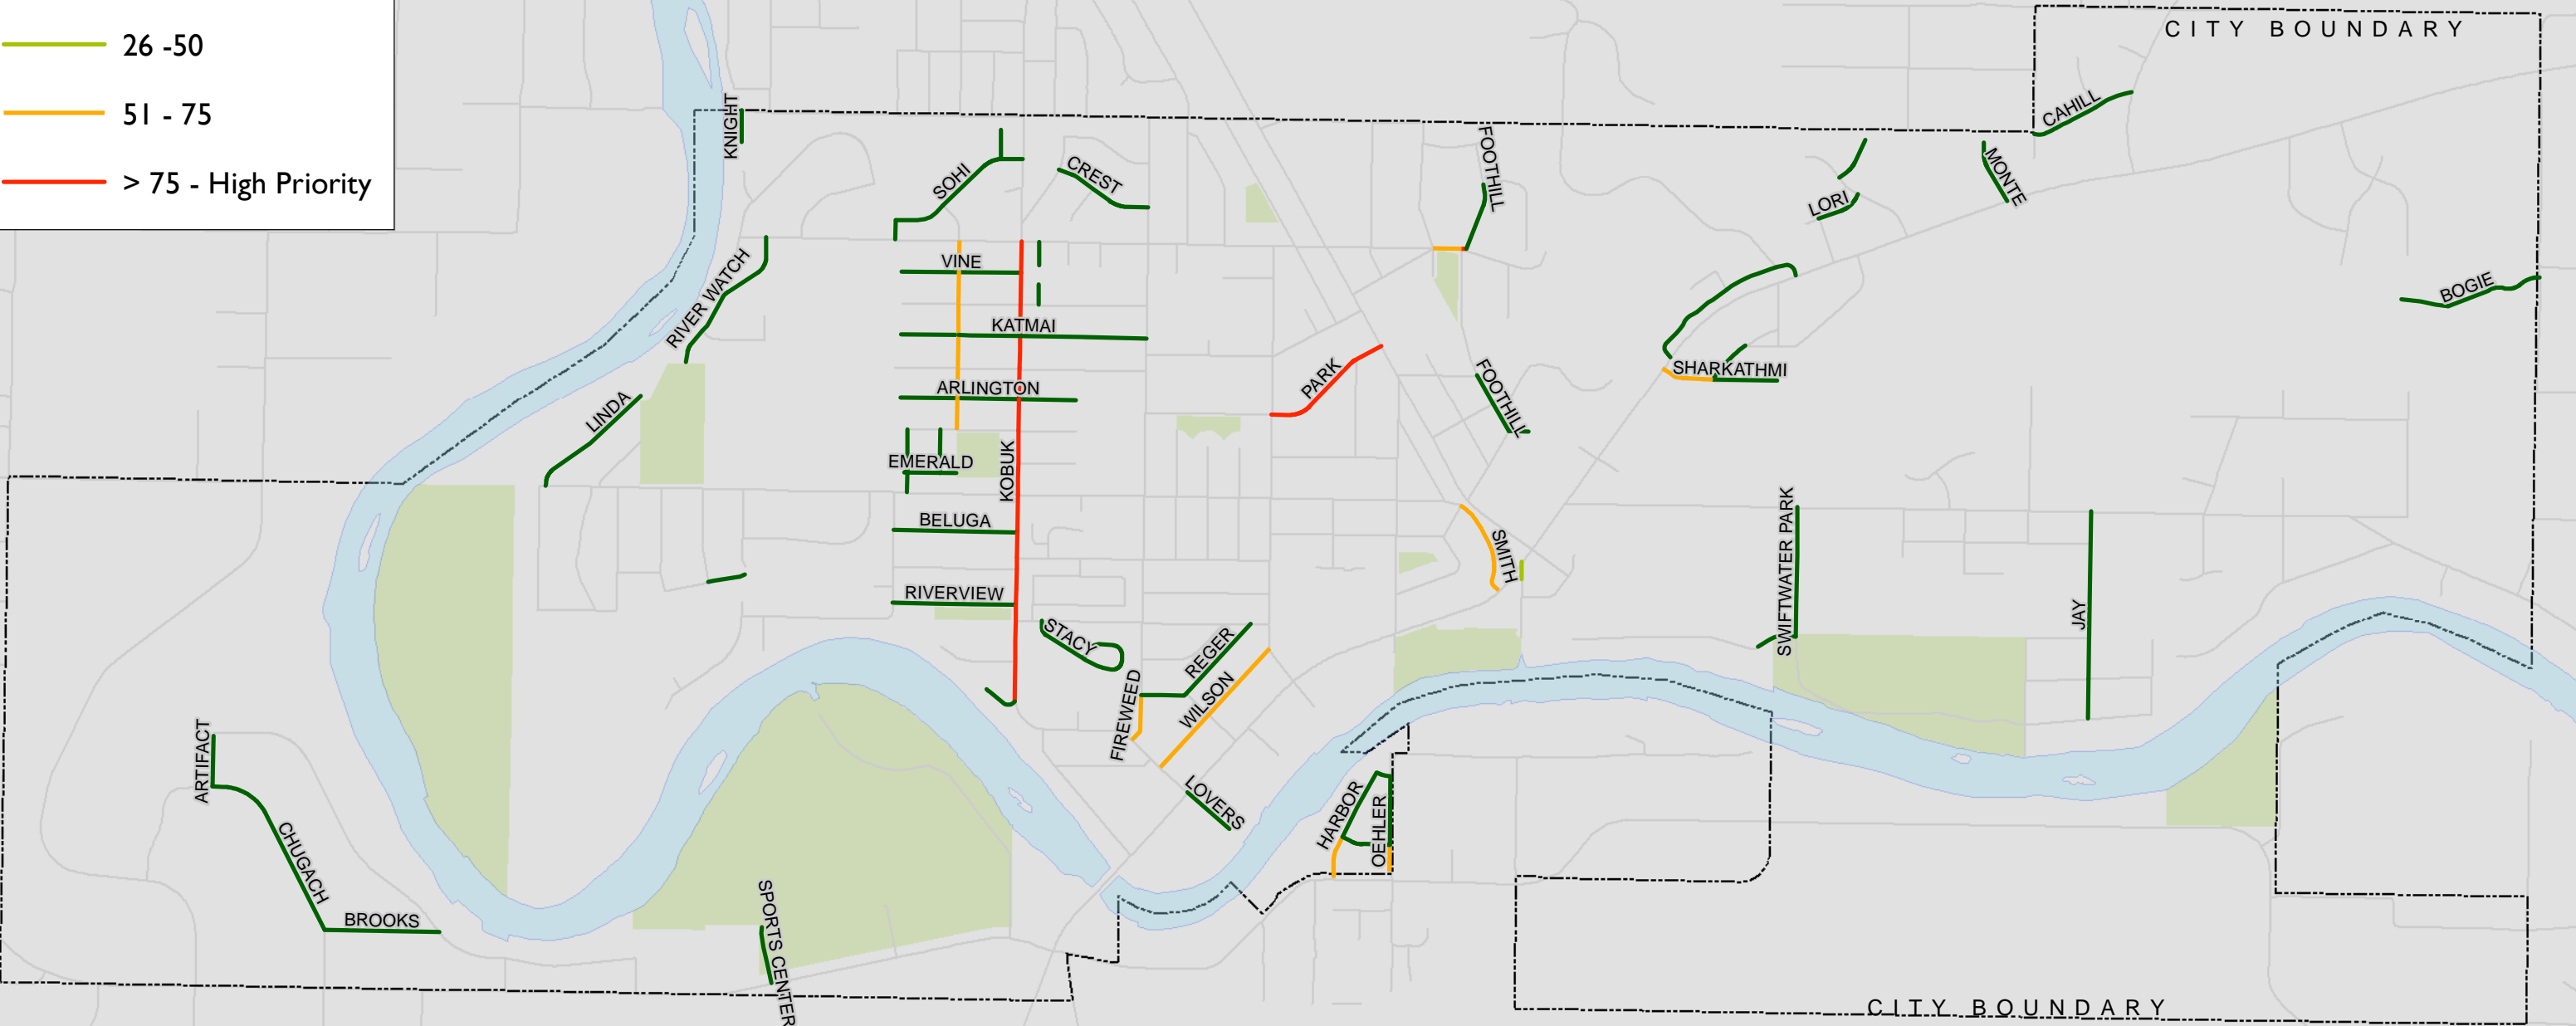 26 -50
51 - 75
> 75 - High Priority
CITY BOUNDARY
KNIGHT
CAHILL
FOOTHILL
SOHI
CREST
MONTE
LORI
VINE
RIVER WATCH
BOGIE
KATMAI
PARK
SHARKATHMI
ARLINGTON
FOOTHILL
LINDA
KOBUK
EMERALD
BELUGA
SMITH
SWIFTWATER PARK
RIVERVIEW
JAY
STACY
REGER
WILSON
FIREWEED
ARTIFACT
LOVERS
HARBOR
OEHLER
CHUGACH
BROOKS
SPORTS CENTER
CITY BOUNDARY